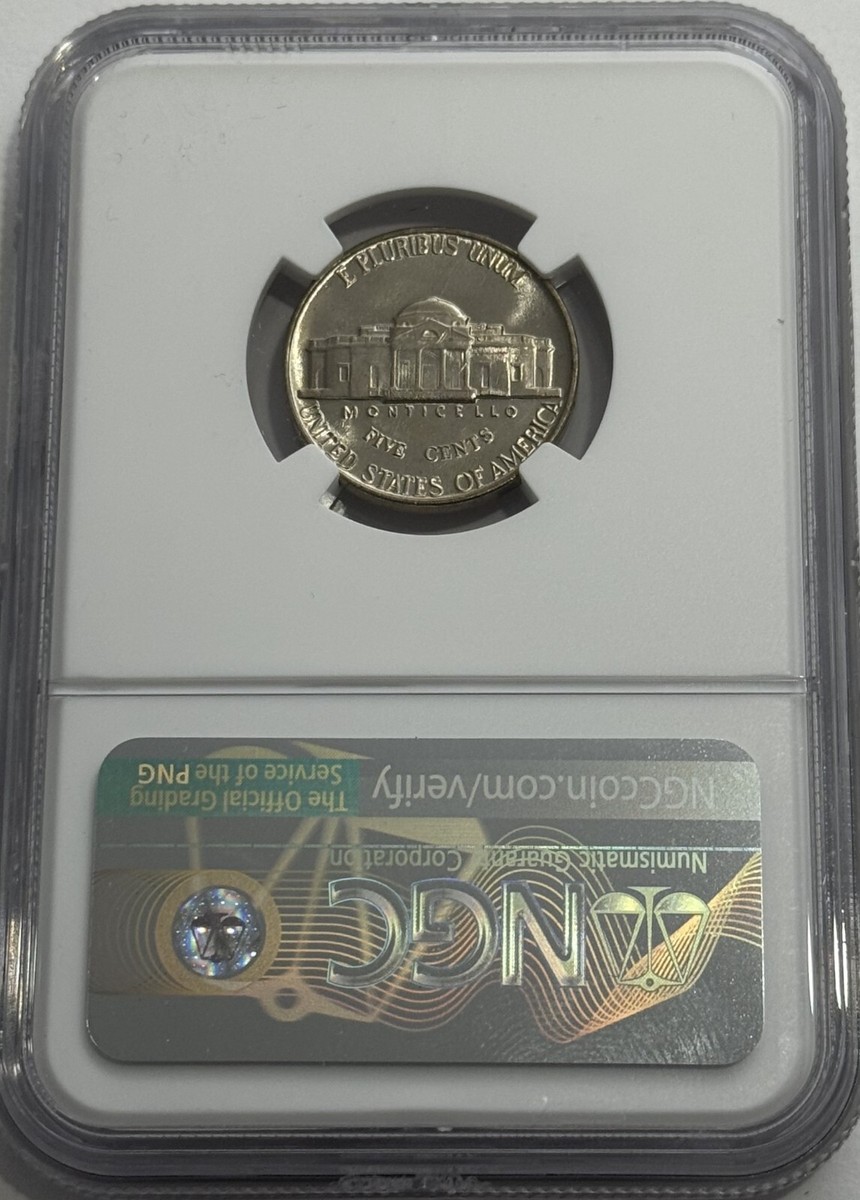 E PLURIBUS UNUM
MONTICELLO
FIVE CENTS
UNITED STATES OF AMERICA
NGC
Numismatic Guaranty Corporation
NGCcoin.com/verify
The Official Grading
Service of the PNG